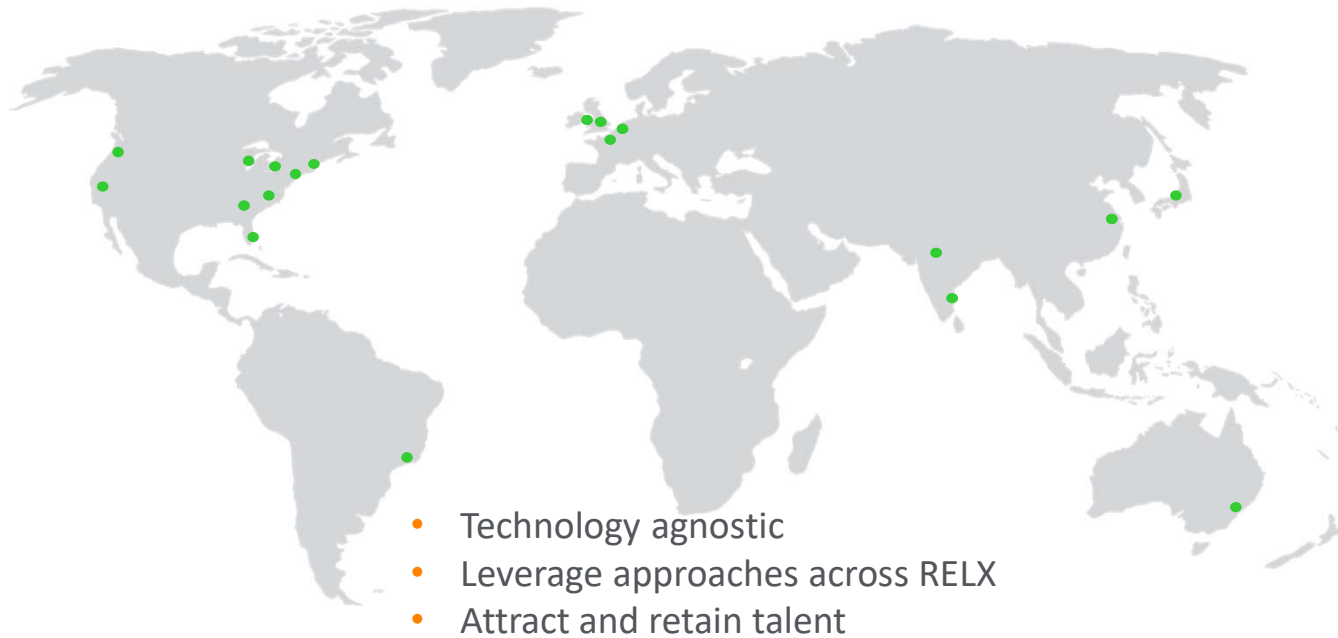 • Technology agnostic
• Leverage approaches across RELX
• Attract and retain talent